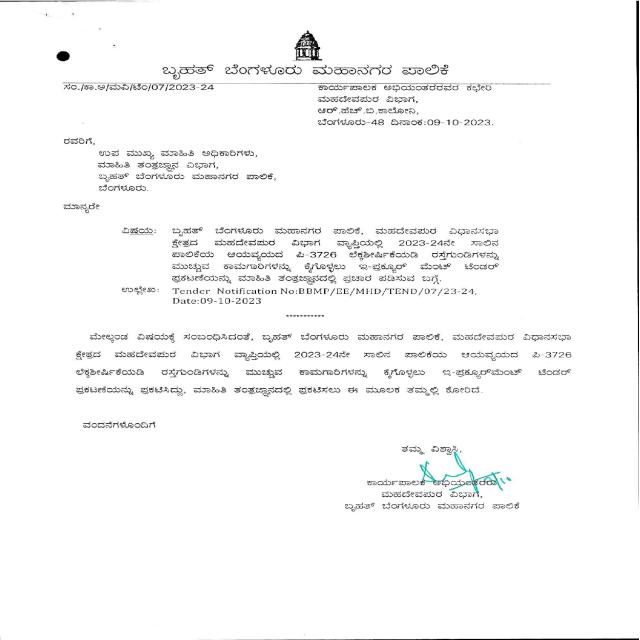 ಬೃಹತ್ ಬೆಂಗಳೂರು ಮಹಾನಗರ ಪಾಲಿಕೆ
ಸಂ./ಕಾ.ಅ/ಮವಿ/ಟೆಂ/07/2023-24
ಕಾರ್ಯಪಾಲಕ ಅಭಿಯಂತರರವರ ಕಛೇರಿ
ಮಹದೇವಪುರ ವಿಭಾಗ,
ಆರ್.ಹೆಚ್.ಬಿ.ಕಾಲೋನಿ,
ಬೆಂಗಳೂರು-48 ದಿನಾಂಕ:09-10-2023.
ರವರಿಗೆ,
ಉಪ ಮುಖ್ಯ ಮಾಹಿತಿ ಅಧಿಕಾರಿಗಳು,
ಮಾಹಿತಿ ತಂತ್ರಜ್ಞಾನ ವಿಭಾಗ,
ಬೃಹತ್ ಬೆಂಗಳೂರು ಮಹಾನಗರ ಪಾಲಿಕೆ,
ಬೆಂಗಳೂರು.
ಮಾನ್ಯರೇ
ವಿಷಯ: ಬೃಹತ್ ಬೆಂಗಳೂರು ಮಹಾನಗರ ಪಾಲಿಕೆ, ಮಹದೇವಪುರ ವಿಧಾನಸಭಾ
ಕ್ಷೇತ್ರದ ಮಹದೇವಪುರ ವಿಭಾಗ ವ್ಯಾಪ್ತಿಯಲ್ಲಿ 2023-24ನೇ ಸಾಲಿನ
ಪಾಲಿಕೆಯ ಆಯವ್ಯಯದ ಪಿ-3726 ಲೆಕ್ಕಶೀರ್ಷಿಕೆಯಡಿ ರಸ್ತೆಗುಂಡಿಗಳನ್ನು
ಮುಚ್ಚುವ ಕಾಮಗಾರಿಗಳನ್ನು ಕೈಗೊಳ್ಳಲು ಇ-ಪ್ರಕ್ಯೂರ್ ಮೆಂಟ್ ಟೆಂಡರ್
ಪ್ರಕಟಣೆಯನ್ನು ಮಾಹಿತಿ ತಂತ್ರಜ್ಞಾನದಲ್ಲಿ ಪ್ರಚಾರ ಪಡಿಸುವ ಬಗ್ಗೆ.
ಉಲ್ಲೇಖ: Tender Notification No:BBMP/EE/MHD/TEND/07/23-24,
Date:09-10-2023
***********
ಮೇಲ್ಕಂಡ ವಿಷಯಕ್ಕೆ ಸಂಬಂಧಿಸಿದಂತೆ, ಬೃಹತ್ ಬೆಂಗಳೂರು ಮಹಾನಗರ ಪಾಲಿಕೆ, ಮಹದೇವಪುರ ವಿಧಾನಸಭಾ
ಕ್ಷೇತ್ರದ ಮಹದೇವಪುರ ವಿಭಾಗ ವ್ಯಾಪ್ತಿಯಲ್ಲಿ 2023-24ನೇ ಸಾಲಿನ ಪಾಲಿಕೆಯ ಆಯವ್ಯಯದ ಪಿ-3726
ಲೆಕ್ಕಶೀರ್ಷಿಕೆಯಡಿ ರಸ್ತೆಗುಂಡಿಗಳನ್ನು ಮುಚ್ಚುವ ಕಾಮಗಾರಿಗಳನ್ನು ಕೈಗೊಳ್ಳಲು ಇ-ಪ್ರಕ್ಯೂರ್‌ಮೆಂಟ್ ಟೆಂಡರ್
ಪ್ರಕಟಣೆಯನ್ನು ಪ್ರಕಟಿಸಿದ್ದು, ಮಾಹಿತಿ ತಂತ್ರಜ್ಞಾನದಲ್ಲಿ ಪ್ರಕಟಿಸಲು ಈ ಮೂಲಕ ತಮ್ಮಲ್ಲಿ ಕೋರಿದೆ.
ವಂದನೆಗಳೊಂದಿಗೆ
ತಮ್ಮ ವಿಶ್ವಾಸಿ,
ಕಾರ್ಯಪಾಲಕ ಅಭಿಯಂತರರು
ಮಹದೇವಪುರ ವಿಭಾಗ,
ಬೃಹತ್ ಬೆಂಗಳೂರು ಮಹಾನಗರ ಪಾಲಿಕೆ